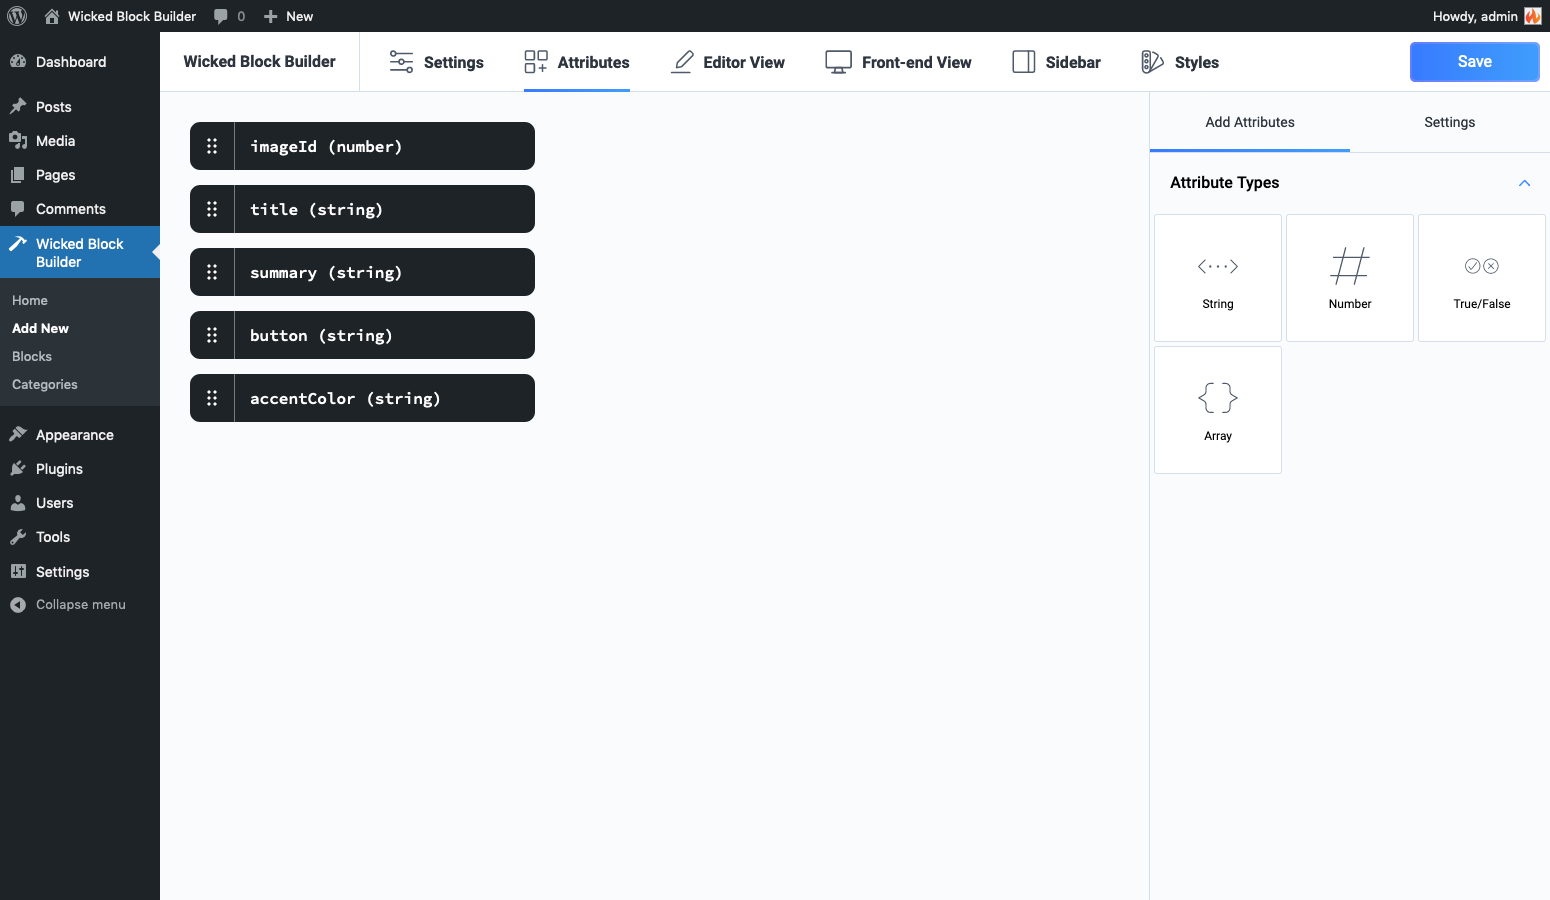 Wicked Block Builder 0 New Howdy, admin
Dashboard
Posts
Media
Pages
Comments
Wicked Block
Builder
Home
Add New
Blocks
Categories
Appearance
Plugins
Users
Tools
Settings
Collapse menu
Wicked Block Builder Settings Attributes Editor View Front-end View Sidebar Styles Save
imageId (number)
title (string)
summary (string)
button (string)
accentColor (string)
Add Attributes Settings
Attribute Types
String Number True/False
Array